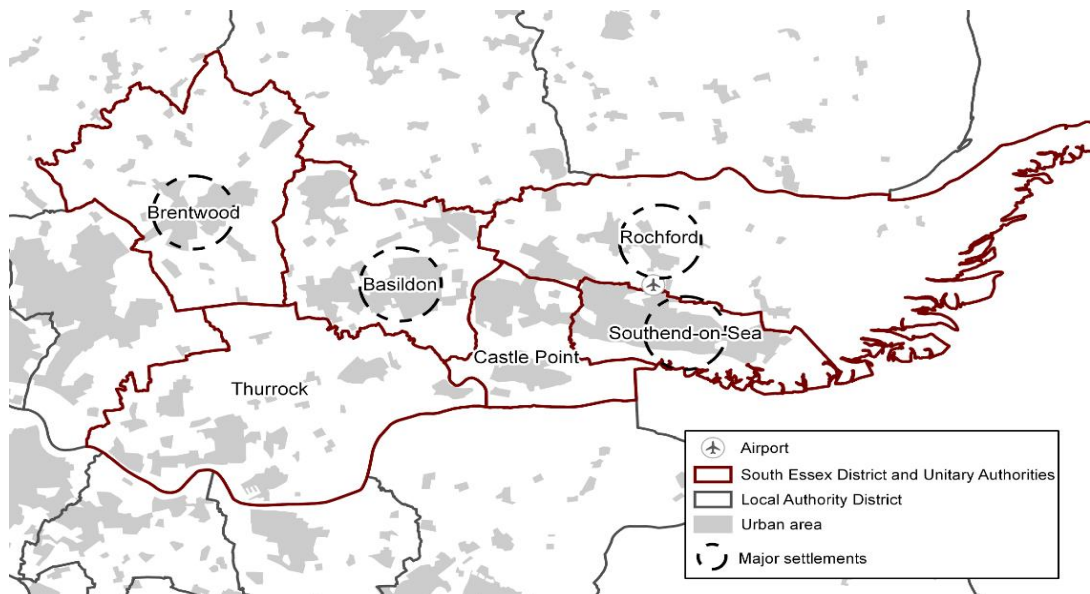 Brentwood
Rochford
Basildon
Southend-on-Sea
Castle Point
Thurrock
Airport
South Essex District and Unitary Authorities
Local Authority District
Urban area
Major settlements